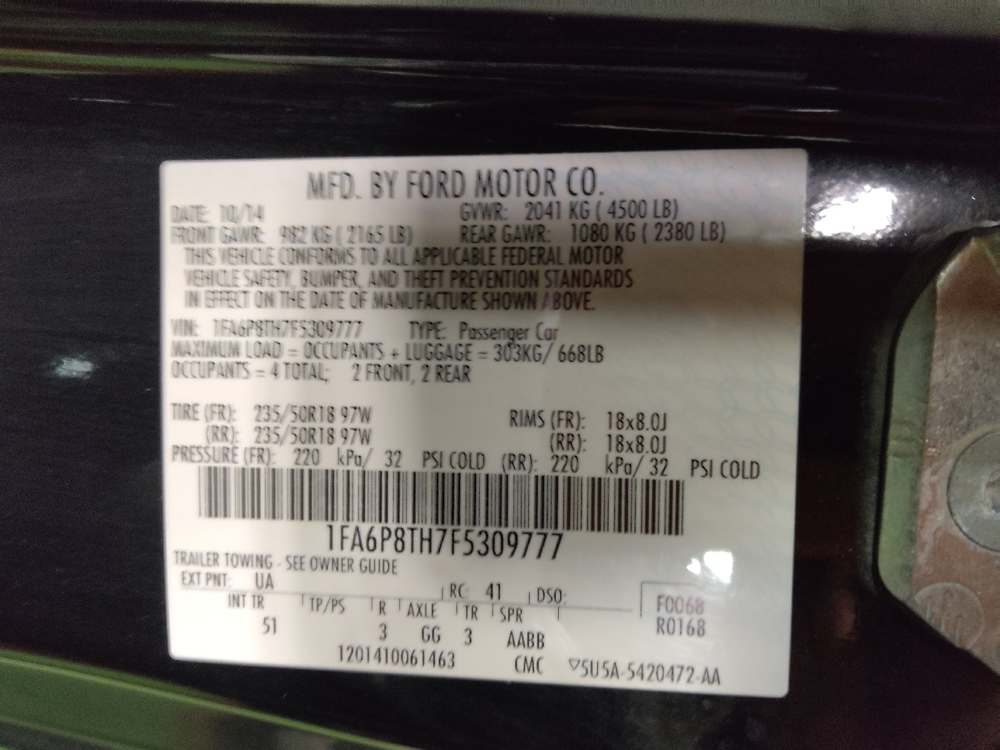 MFD. BY FORD MOTOR CO.
DATE: 10/14 GVWR: 2041 KG ( 4500 LB)
FRONT GAWR: 982 KG ( 2165 LB) REAR GAWR: 1080 KG ( 2380 LB)
THIS VEHICLE CONFORMS TO ALL APPLICABLE FEDERAL MOTOR
VEHICLE SAFETY, BUMPER, AND THEFT PREVENTION STANDARDS
IN EFFECT ON THE DATE OF MANUFACTURE SHOWN / BOVE.
VIN: 1FA6P8TH7F5309777 TYPE: Passenger Car
MAXIMUM LOAD = OCCUPANTS + LUGGAGE = 303KG/ 668LB
OCCUPANTS = 4 TOTAL; 2 FRONT, 2 REAR
TIRE (FR): 235/50R18 97W RIMS (FR): 18x8.0J
(RR): 235/50R18 97W (RR): 18x8.0J
PRESSURE (FR): 220 kPa/ 32 PSI COLD (RR): 220 kPa/ 32 PSI COLD
1FA6P8TH7F5309777
TRAILER TOWING - SEE OWNER GUIDE
EXT PNT: UA RC: 41 DSO: F0068
INT TR TP/PS R AXLE TR SPR R0168
51 3 GG 3 AABB
1201410061463 CMC ▽5U5A-5420472-AA